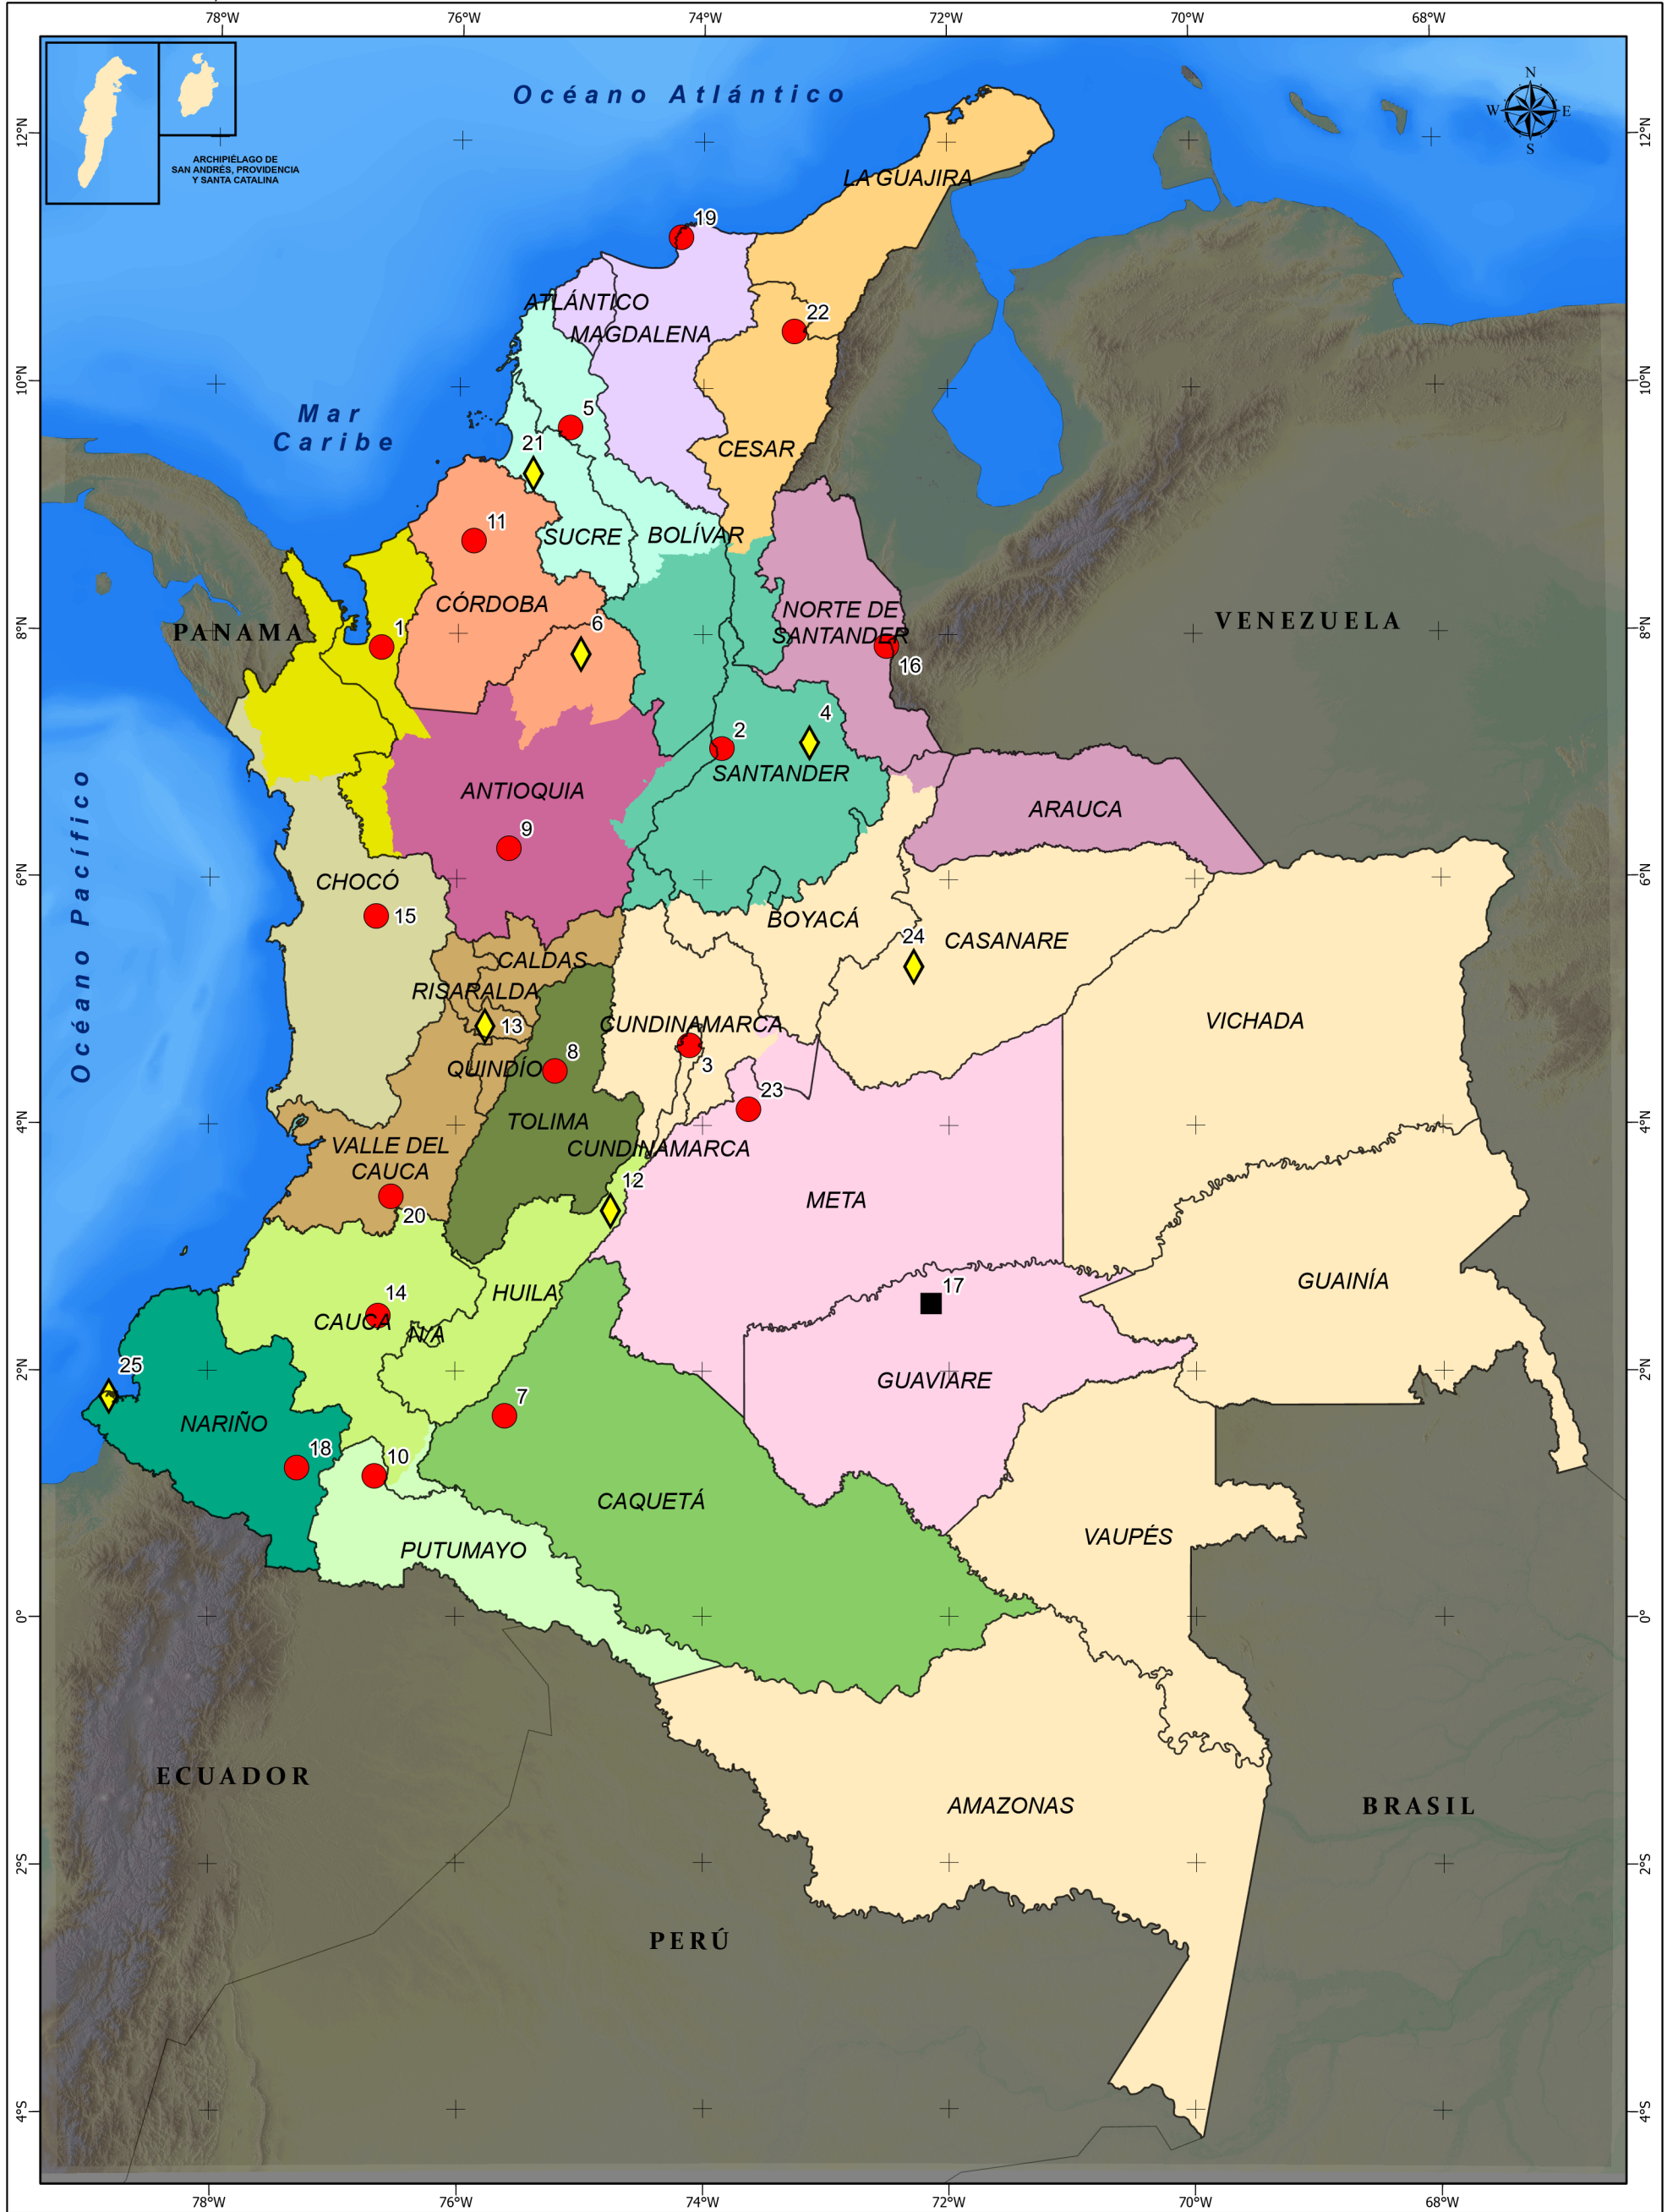 78°W 76°W 74°W 72°W 70°W 68°W
Océano Atlántico
N
W E
S
12°N 12°N
ARCHIPIÉLAGO DE
SAN ANDRÉS, PROVIDENCIA
Y SANTA CATALINA
LA GUAJIRA
19
ATLÁNTICO
22
MAGDALENA
10°N 10°N
Mar
Caribe
5
21
CESAR
11
SUCRE
BOLÍVAR
CÓRDOBA
NORTE DE
SANTANDER
6
VENEZUELA
8°N 8°N
PANAMA
1
16
4
2
SANTANDER
ANTIOQUIA
ARAUCA
Océano Pacífico
9
6°N 6°N
CHOCÓ
15
BOYACÁ
24
CASANARE
CALDAS
RISARALDA
13
CUNDINAMARCA
VICHADA
8
QUINDÍO
3
23
4°N 4°N
TOLIMA
VALLE DEL
CAUCA
CUNDINAMARCA
12
META
20
HUILA
GUAINÍA
17
14
CAUCA
N/A
25
2°N 2°N
GUAVIARE
7
NARIÑO
18
10
CAQUETÁ
VAUPÉS
PUTUMAYO
0° 0°
ECUADOR
AMAZONAS
BRASIL
2°S 2°S
PERÚ
4°S 4°S
78°W 76°W 74°W 72°W 70°W 68°W